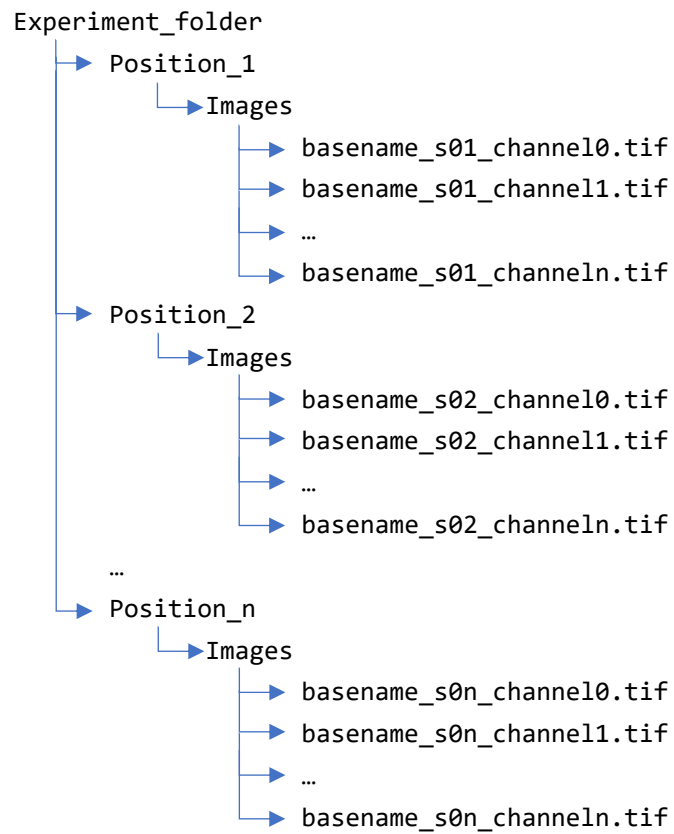 Experiment_folder
Position_1
Images
basename_s01_channel0.tif
basename_s01_channel1.tif
…
basename_s01_channeln.tif
Position_2
Images
basename_s02_channel0.tif
basename_s02_channel1.tif
…
basename_s02_channeln.tif
…
Position_n
Images
basename_s0n_channel0.tif
basename_s0n_channel1.tif
…
basename_s0n_channeln.tif